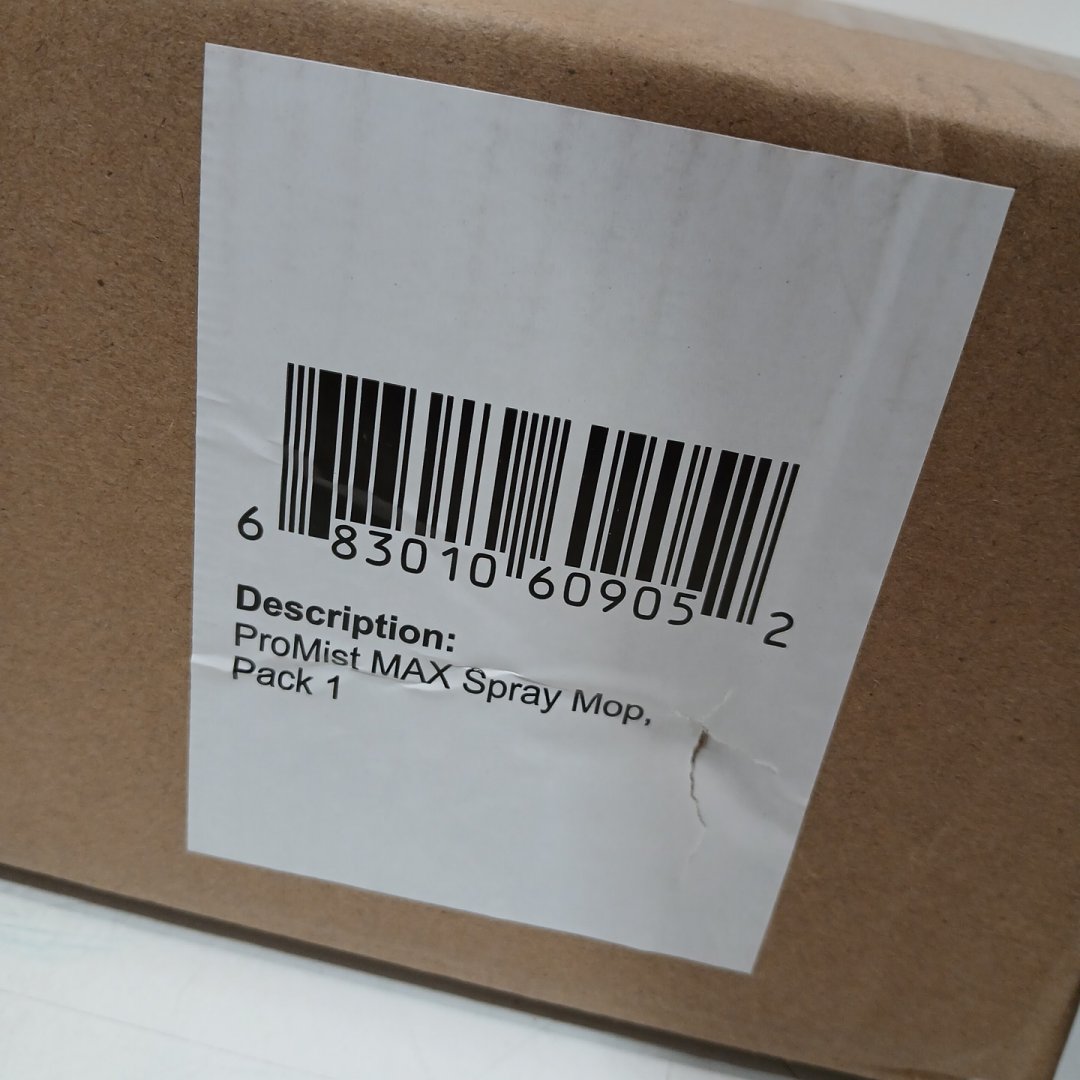 6 83010 60905 2
Description:
ProMist MAX Spray Mop,
Pack 1